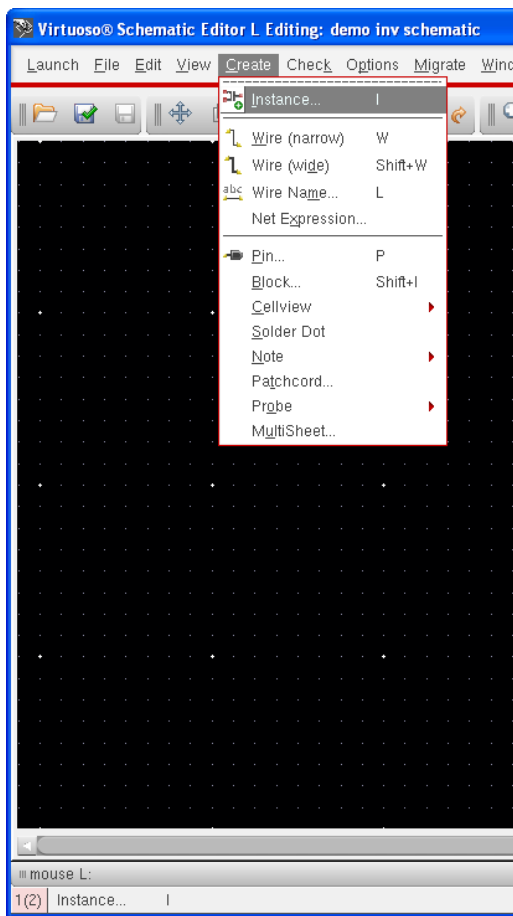 Virtuoso® Schematic Editor L Editing: demo inv schematic
Launch File Edit View Create Check Options Migrate Wind
Instance... I
Wire (narrow) W
Wire (wide) Shift+W
abc Wire Name... L
Net Expression...
Pin... P
Block... Shift+I
Cellview
Solder Dot
Note
Patchcord...
Probe
MultiSheet...
mouse L:
1(2) Instance... I